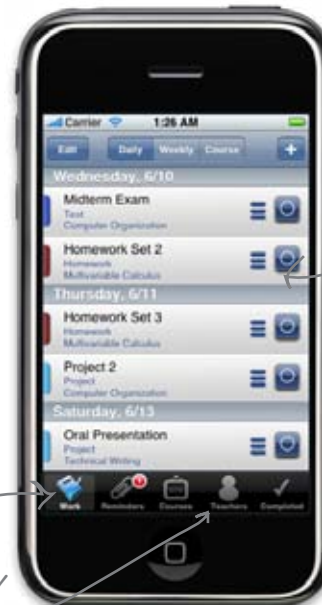 Carrier 1:26 AM
Edit Daily Weekly Course +
Wednesday, 6/10
Midterm Exam
Test
Computer Organization
Homework Set 2
Homework
Multivariable Calculus
Thursday, 6/11
Homework Set 3
Homework
Multivariable Calculus
Project 2
Project
Computer Organization
Saturday, 6/13
Oral Presentation
Project
Technical Writing
Work Reminders Courses Teachers Completed